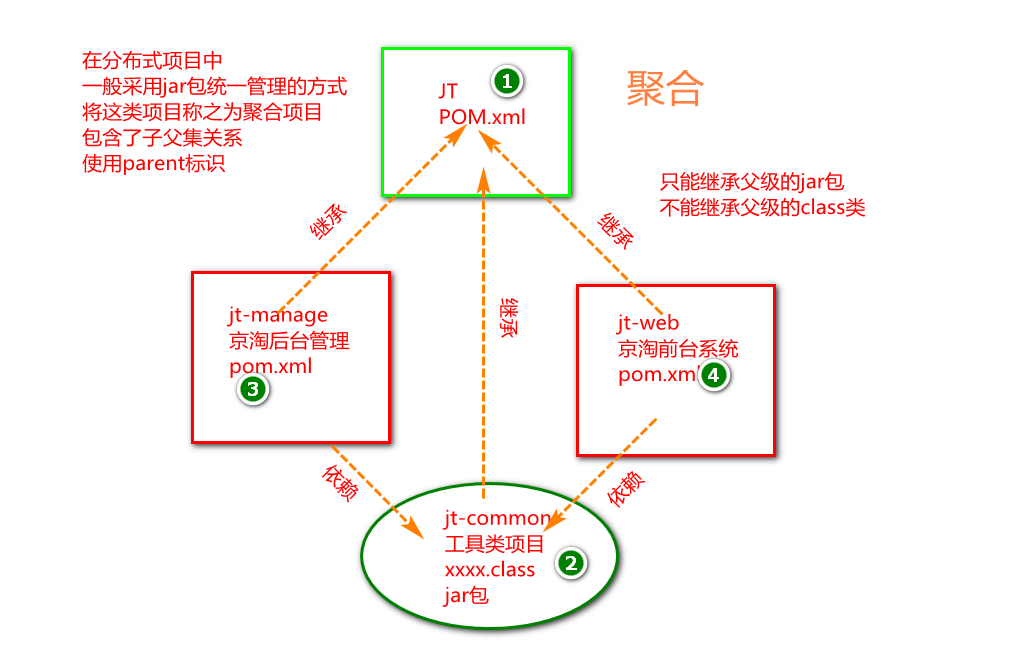 在分布式项目中
一般采用jar包统一管理的方式
将这类项目称之为聚合项目
包含了子父集关系
使用parent标识
1
JT
POM.xml
聚合
只能继承父级的jar包
不能继承父级的class类
继承
继承
继承
jt-manage
京淘后台管理
pom.xml
3
jt-web
京淘前台系统
pom.xml
4
依赖
依赖
jt-common
工具类项目
xxxx.class
jar包
2